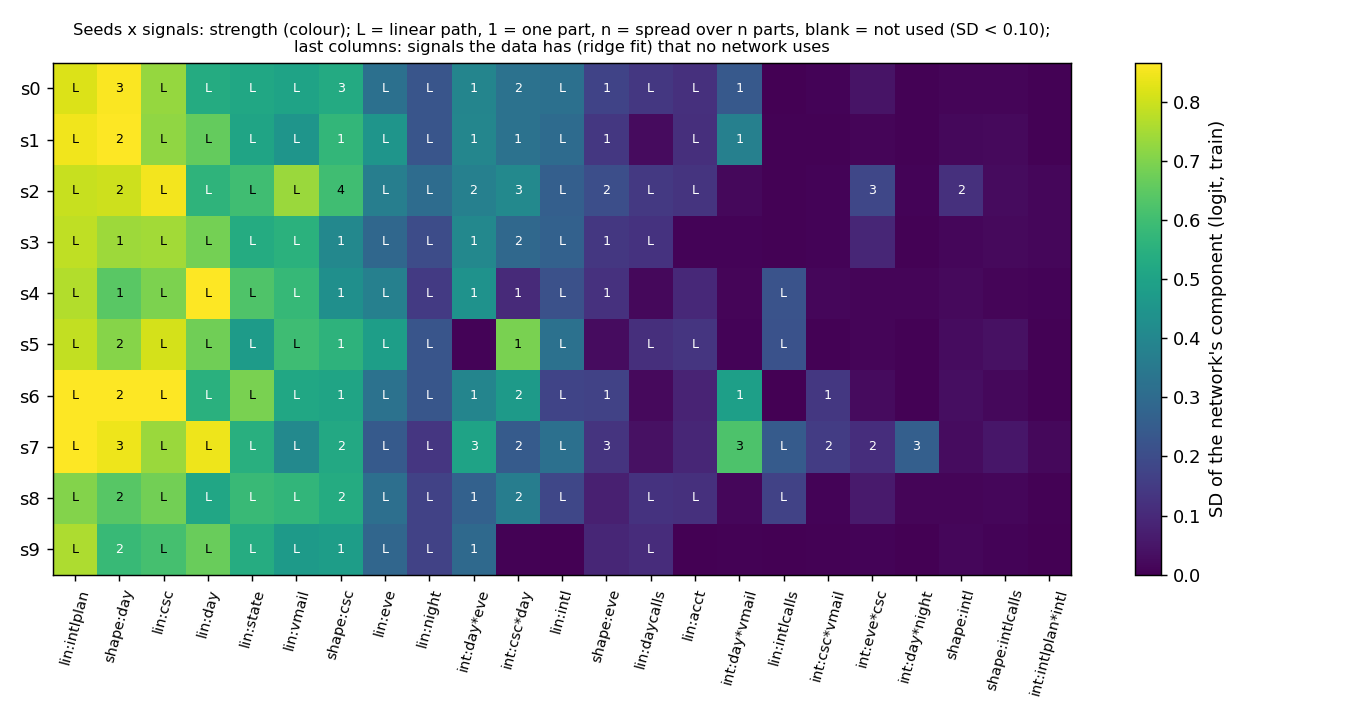 Seeds x signals: strength (colour); L = linear path, 1 = one part, n = spread over n parts, blank = not used (SD < 0.10);
last columns: signals the data has (ridge fit) that no network uses
s0 L 3 L L L L 3 L L 1 2 L 1 L L 1
s1 L 2 L L L L 1 L L 1 1 L 1 L 1
s2 L 2 L L L L 4 L L 2 3 L 2 L L 3 2
s3 L 1 L L L L 1 L L 1 2 L 1 L
s4 L 1 L L L L 1 L L 1 1 L 1 L
s5 L 2 L L L L 1 L L 1 L L L L
s6 L 2 L L L L 1 L L 1 2 L 1 1 1
s7 L 3 L L L L 2 L L 3 2 L 3 3 L 2 2 3
s8 L 2 L L L L 2 L L 1 2 L L L L
s9 L 2 L L L L 1 L L 1 L
lin:intlplan
shape:day
lin:csc
lin:day
lin:state
lin:vmail
shape:csc
lin:eve
lin:night
int:day*eve
int:csc*day
lin:intl
shape:eve
lin:daycalls
lin:acct
int:day*vmail
lin:intlcalls
int:csc*vmail
int:eve*csc
int:day*night
shape:intl
shape:intlcalls
int:intlplan*intl
0.8
0.7
0.6
0.5
0.4
0.3
0.2
0.1
0.0
SD of the network's component (logit, train)